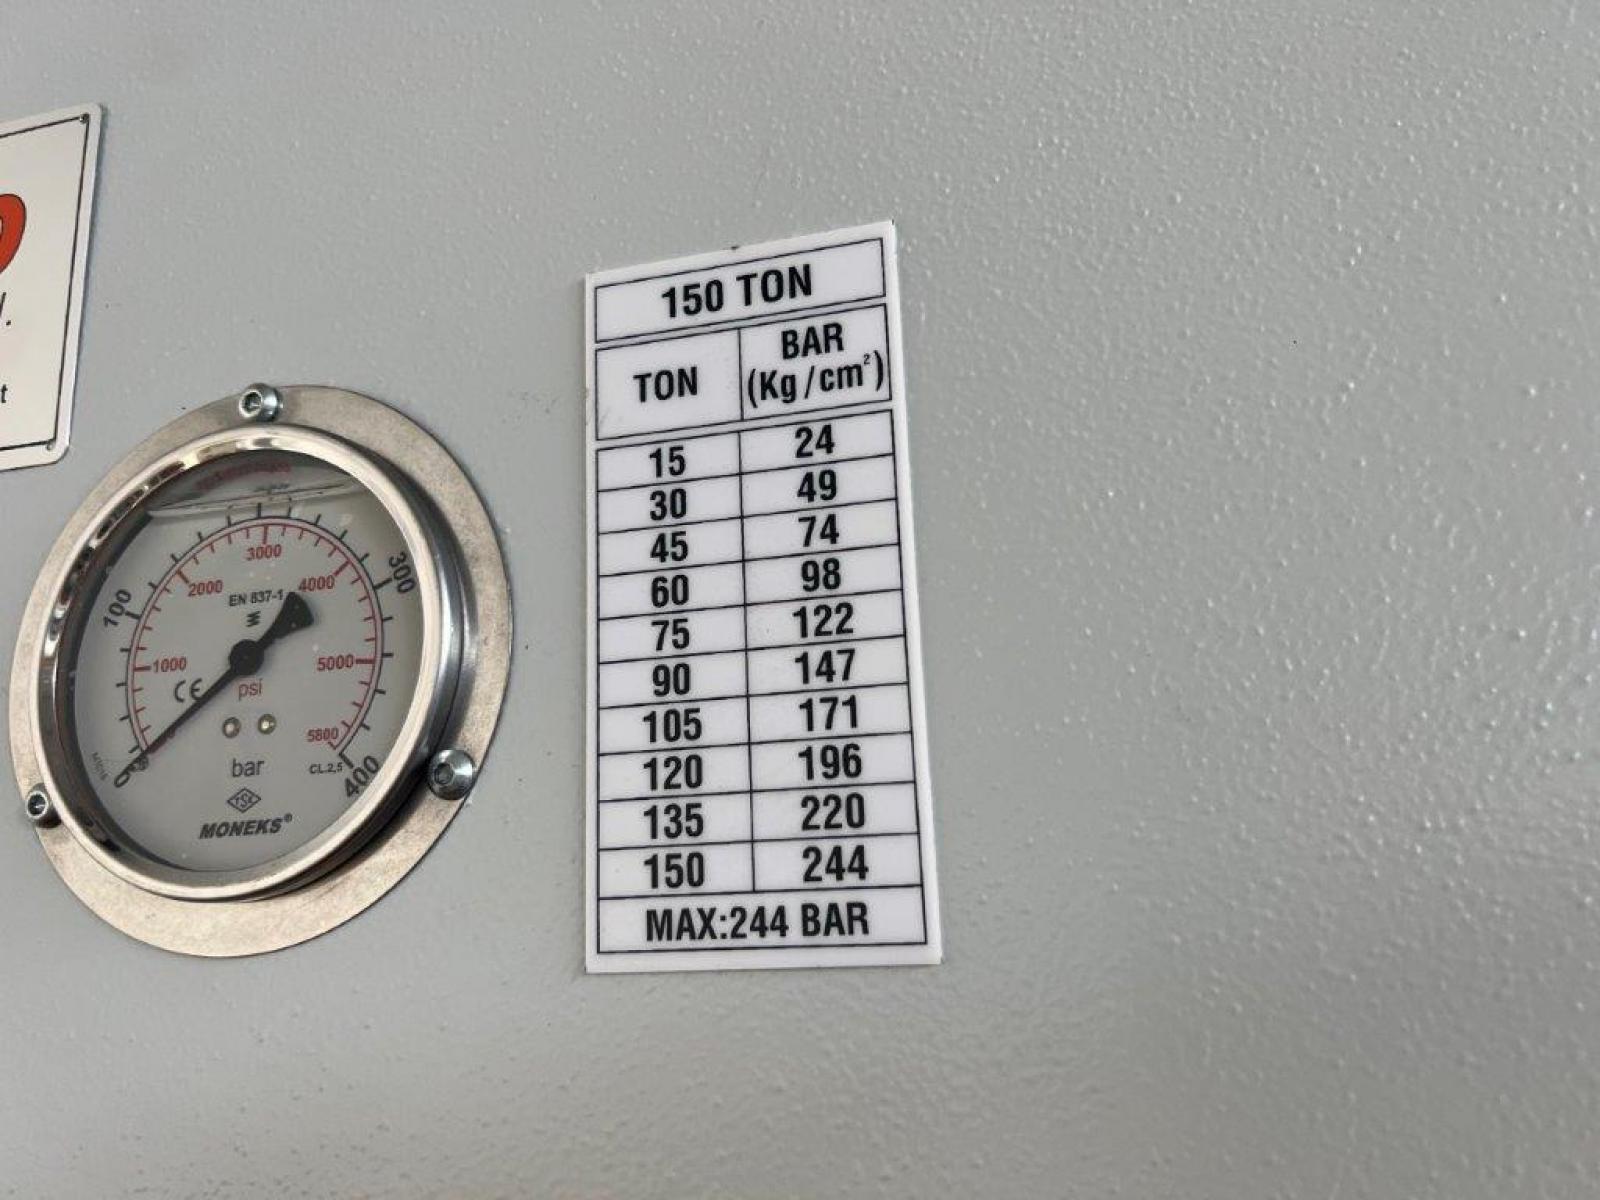 150 TON
TON
BAR
(Kg/cm²)
15 24
30 49
45 74
60 98
75 122
90 147
105 171
120 196
135 220
150 244
MAX:244 BAR
100
300
3000
2000
4000
EN 837-1
1000
5000
CE
psi
5800
bar
CL.2,5
0
400
TSE
MONEKS®